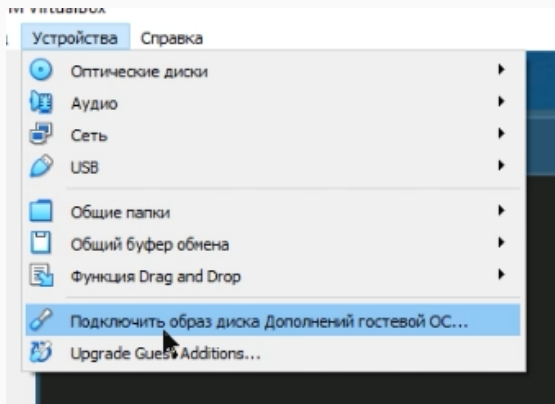 M VirtualBox
Устройства Справка
Оптические диски
Аудио
Сеть
USB
Общие папки
Общий буфер обмена
Функция Drag and Drop
Подключить образ диска Дополнений гостевой ОС...
Upgrade Guest Additions...